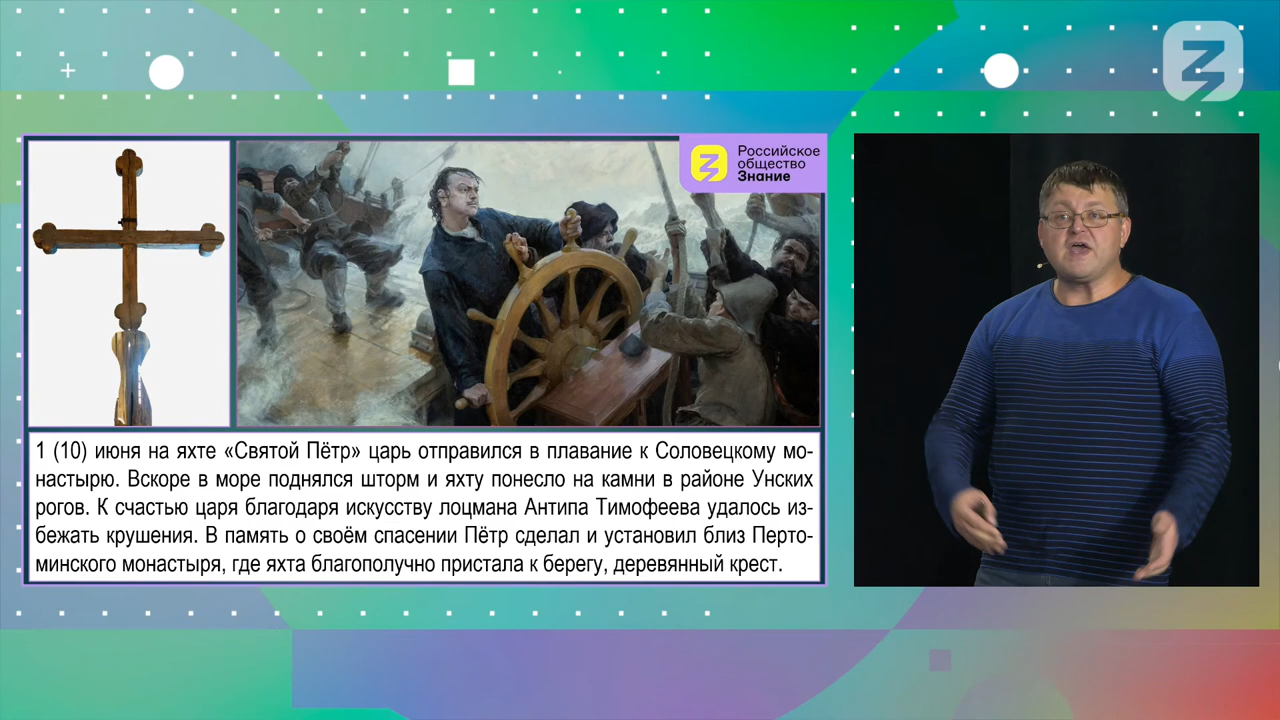 Российское
общество
Знание
1 (10) июня на яхте «Святой Пётр» царь отправился в плавание к Соловецкому мо-
настырю. Вскоре в море поднялся шторм и яхту понесло на камни в районе Унских
рогов. К счастью царя благодаря искусству лоцмана Антипа Тимофеева удалось из-
бежать крушения. В память о своём спасении Пётр сделал и установил близ Перто-
минского монастыря, где яхта благополучно пристала к берегу, деревянный крест.